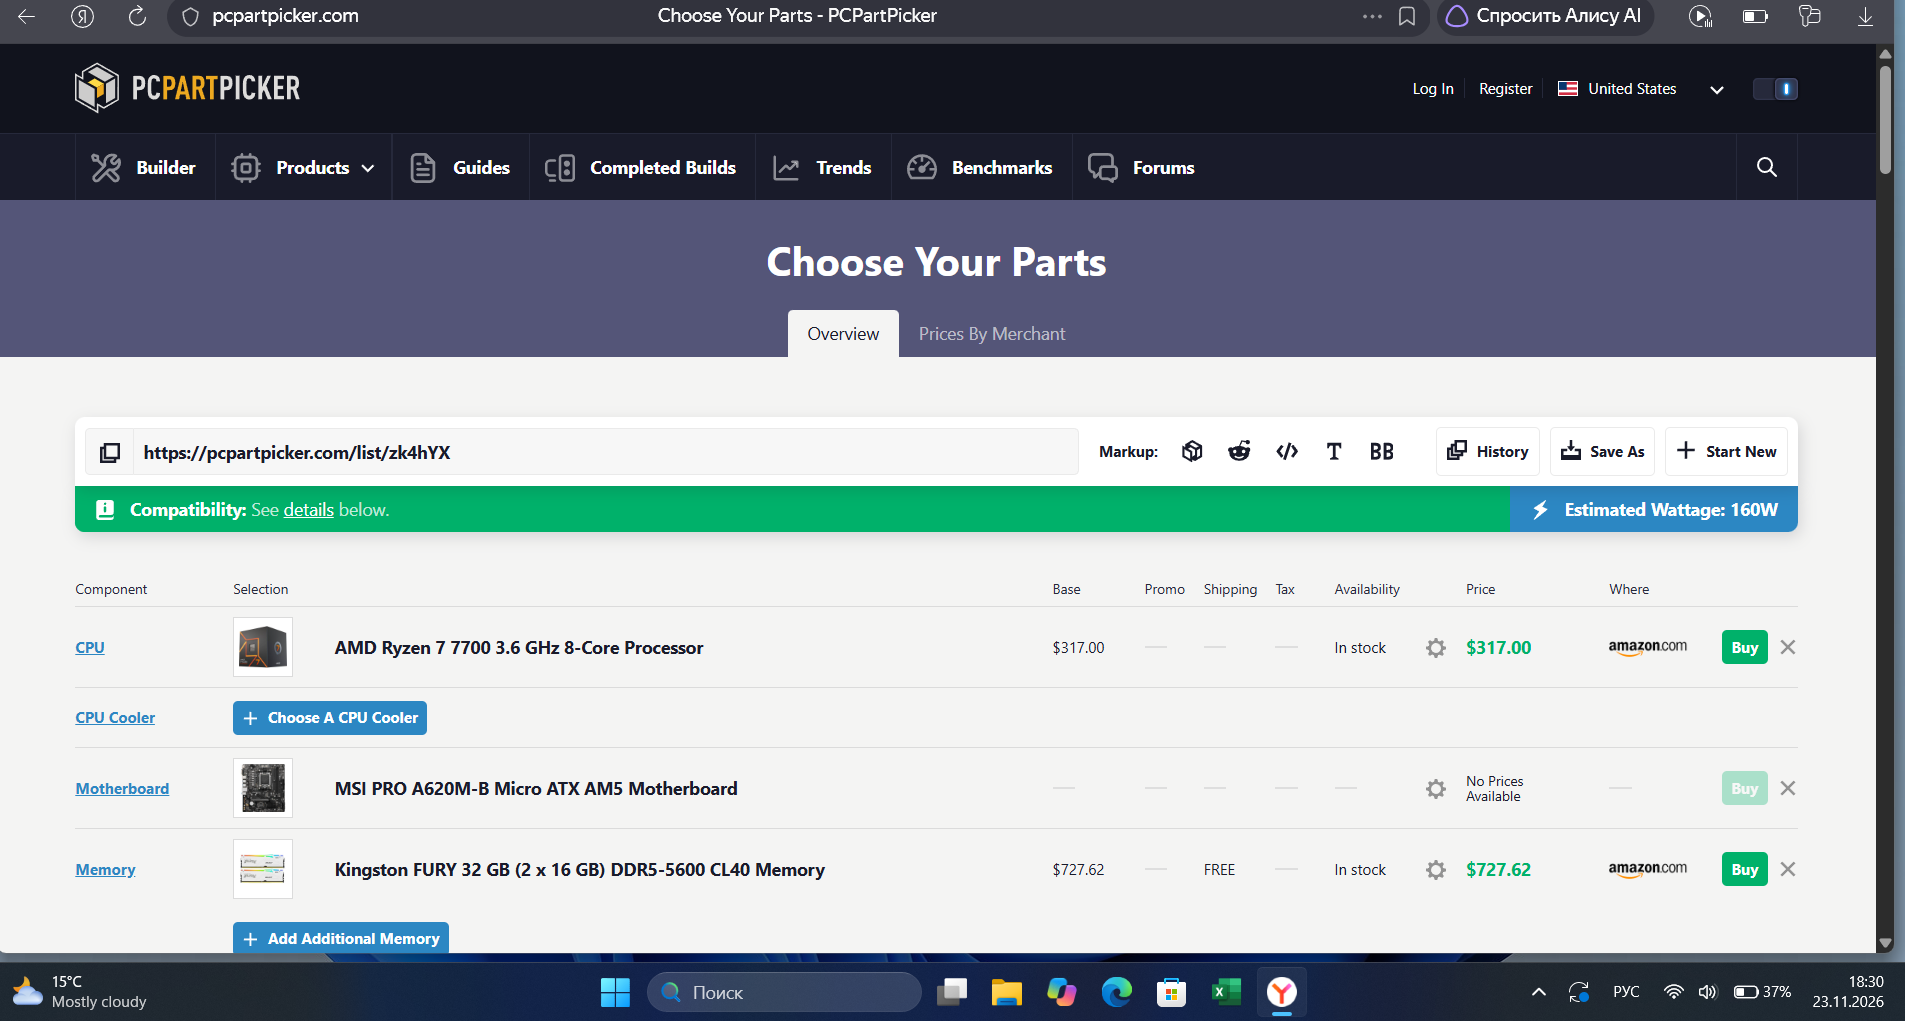 pcpartpicker.com
Choose Your Parts - PCPartPicker
Спросить Алису AI
PCPARTPICKER
Log In
Register
United States
Builder
Products
Guides
Completed Builds
Trends
Benchmarks
Forums
Choose Your Parts
Overview
Prices By Merchant
https://pcpartpicker.com/list/zk4hYX
Markup:
BB
History
Save As
Start New
Compatibility: See details below.
Estimated Wattage: 160W
Component Selection Base Promo Shipping Tax Availability Price Where
CPU AMD Ryzen 7 7700 3.6 GHz 8-Core Processor $317.00 — — — In stock $317.00 amazon.com Buy
CPU Cooler + Choose A CPU Cooler
Motherboard MSI PRO A620M-B Micro ATX AM5 Motherboard — — — — — No Prices Available — Buy
Memory Kingston FURY 32 GB (2 x 16 GB) DDR5-5600 CL40 Memory $727.62 — FREE — In stock $727.62 amazon.com Buy
+ Add Additional Memory
15°C
Mostly cloudy
Поиск
РУС
37%
18:30
23.11.2026